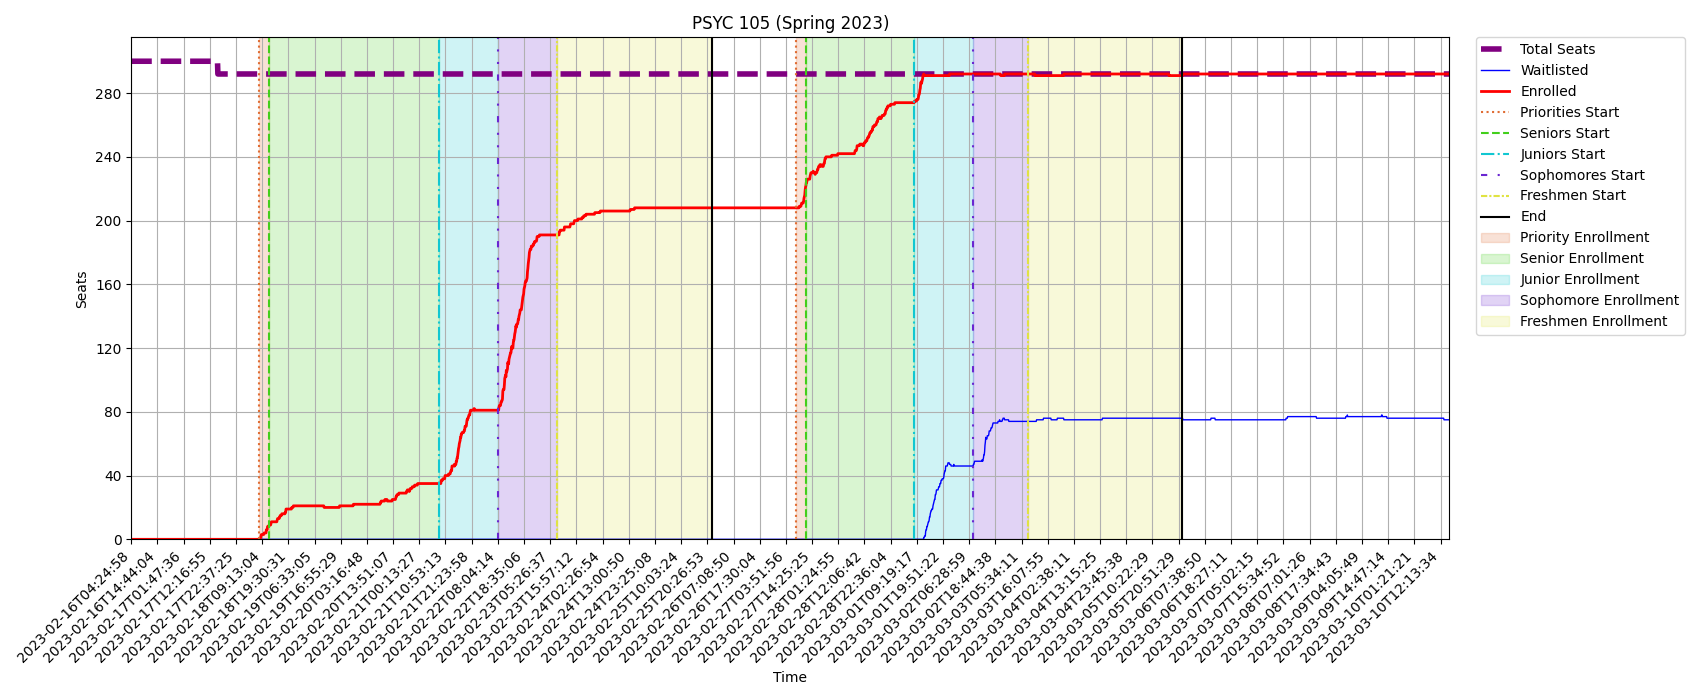 PSYC 105 (Spring 2023)
Seats
280
240
200
160
120
80
40
0
2023-02-16T04:24:58
2023-02-16T14:44:04
2023-02-17T01:47:36
2023-02-17T12:16:55
2023-02-17T22:37:25
2023-02-18T09:13:04
2023-02-18T19:30:31
2023-02-19T06:33:05
2023-02-19T16:55:29
2023-02-20T03:16:48
2023-02-20T13:51:07
2023-02-21T00:13:27
2023-02-21T10:53:13
2023-02-21T21:23:58
2023-02-22T08:04:14
2023-02-22T18:35:06
2023-02-23T05:26:37
2023-02-23T15:57:12
2023-02-24T02:26:54
2023-02-24T13:00:50
2023-02-24T23:25:08
2023-02-25T10:03:24
2023-02-25T20:26:53
2023-02-26T07:08:50
2023-02-26T17:30:04
2023-02-27T03:51:56
2023-02-27T14:25:25
2023-02-28T01:24:55
2023-02-28T12:06:42
2023-02-28T22:36:04
2023-03-01T09:19:17
2023-03-01T19:51:22
2023-03-02T06:28:59
2023-03-02T18:44:38
2023-03-03T05:34:11
2023-03-03T16:07:55
2023-03-04T02:38:11
2023-03-04T13:15:25
2023-03-04T23:45:38
2023-03-05T10:22:29
2023-03-05T20:51:29
2023-03-06T07:38:50
2023-03-06T18:27:11
2023-03-07T05:02:15
2023-03-07T15:34:52
2023-03-08T07:01:26
2023-03-08T17:34:43
2023-03-09T04:05:49
2023-03-09T14:47:14
2023-03-10T01:21:21
2023-03-10T12:13:34
Time
Total Seats
Waitlisted
Enrolled
Priorities Start
Seniors Start
Juniors Start
Sophomores Start
Freshmen Start
End
Priority Enrollment
Senior Enrollment
Junior Enrollment
Sophomore Enrollment
Freshmen Enrollment